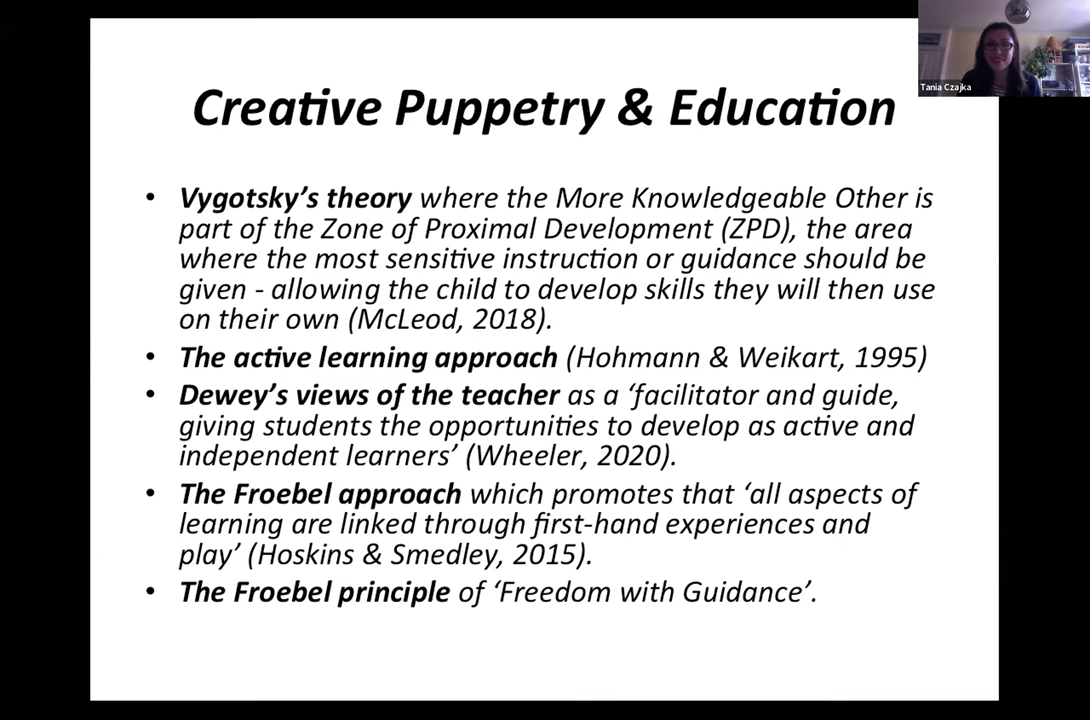 Tania Czajka
Creative Puppetry & Education
• Vygotsky’s theory where the More Knowledgeable Other is
part of the Zone of Proximal Development (ZPD), the area
where the most sensitive instruction or guidance should be
given - allowing the child to develop skills they will then use
on their own (McLeod, 2018).
• The active learning approach (Hohmann & Weikart, 1995)
• Dewey’s views of the teacher as a ‘facilitator and guide,
giving students the opportunities to develop as active and
independent learners’ (Wheeler, 2020).
• The Froebel approach which promotes that ‘all aspects of
learning are linked through first-hand experiences and
play’ (Hoskins & Smedley, 2015).
• The Froebel principle of ‘Freedom with Guidance’.